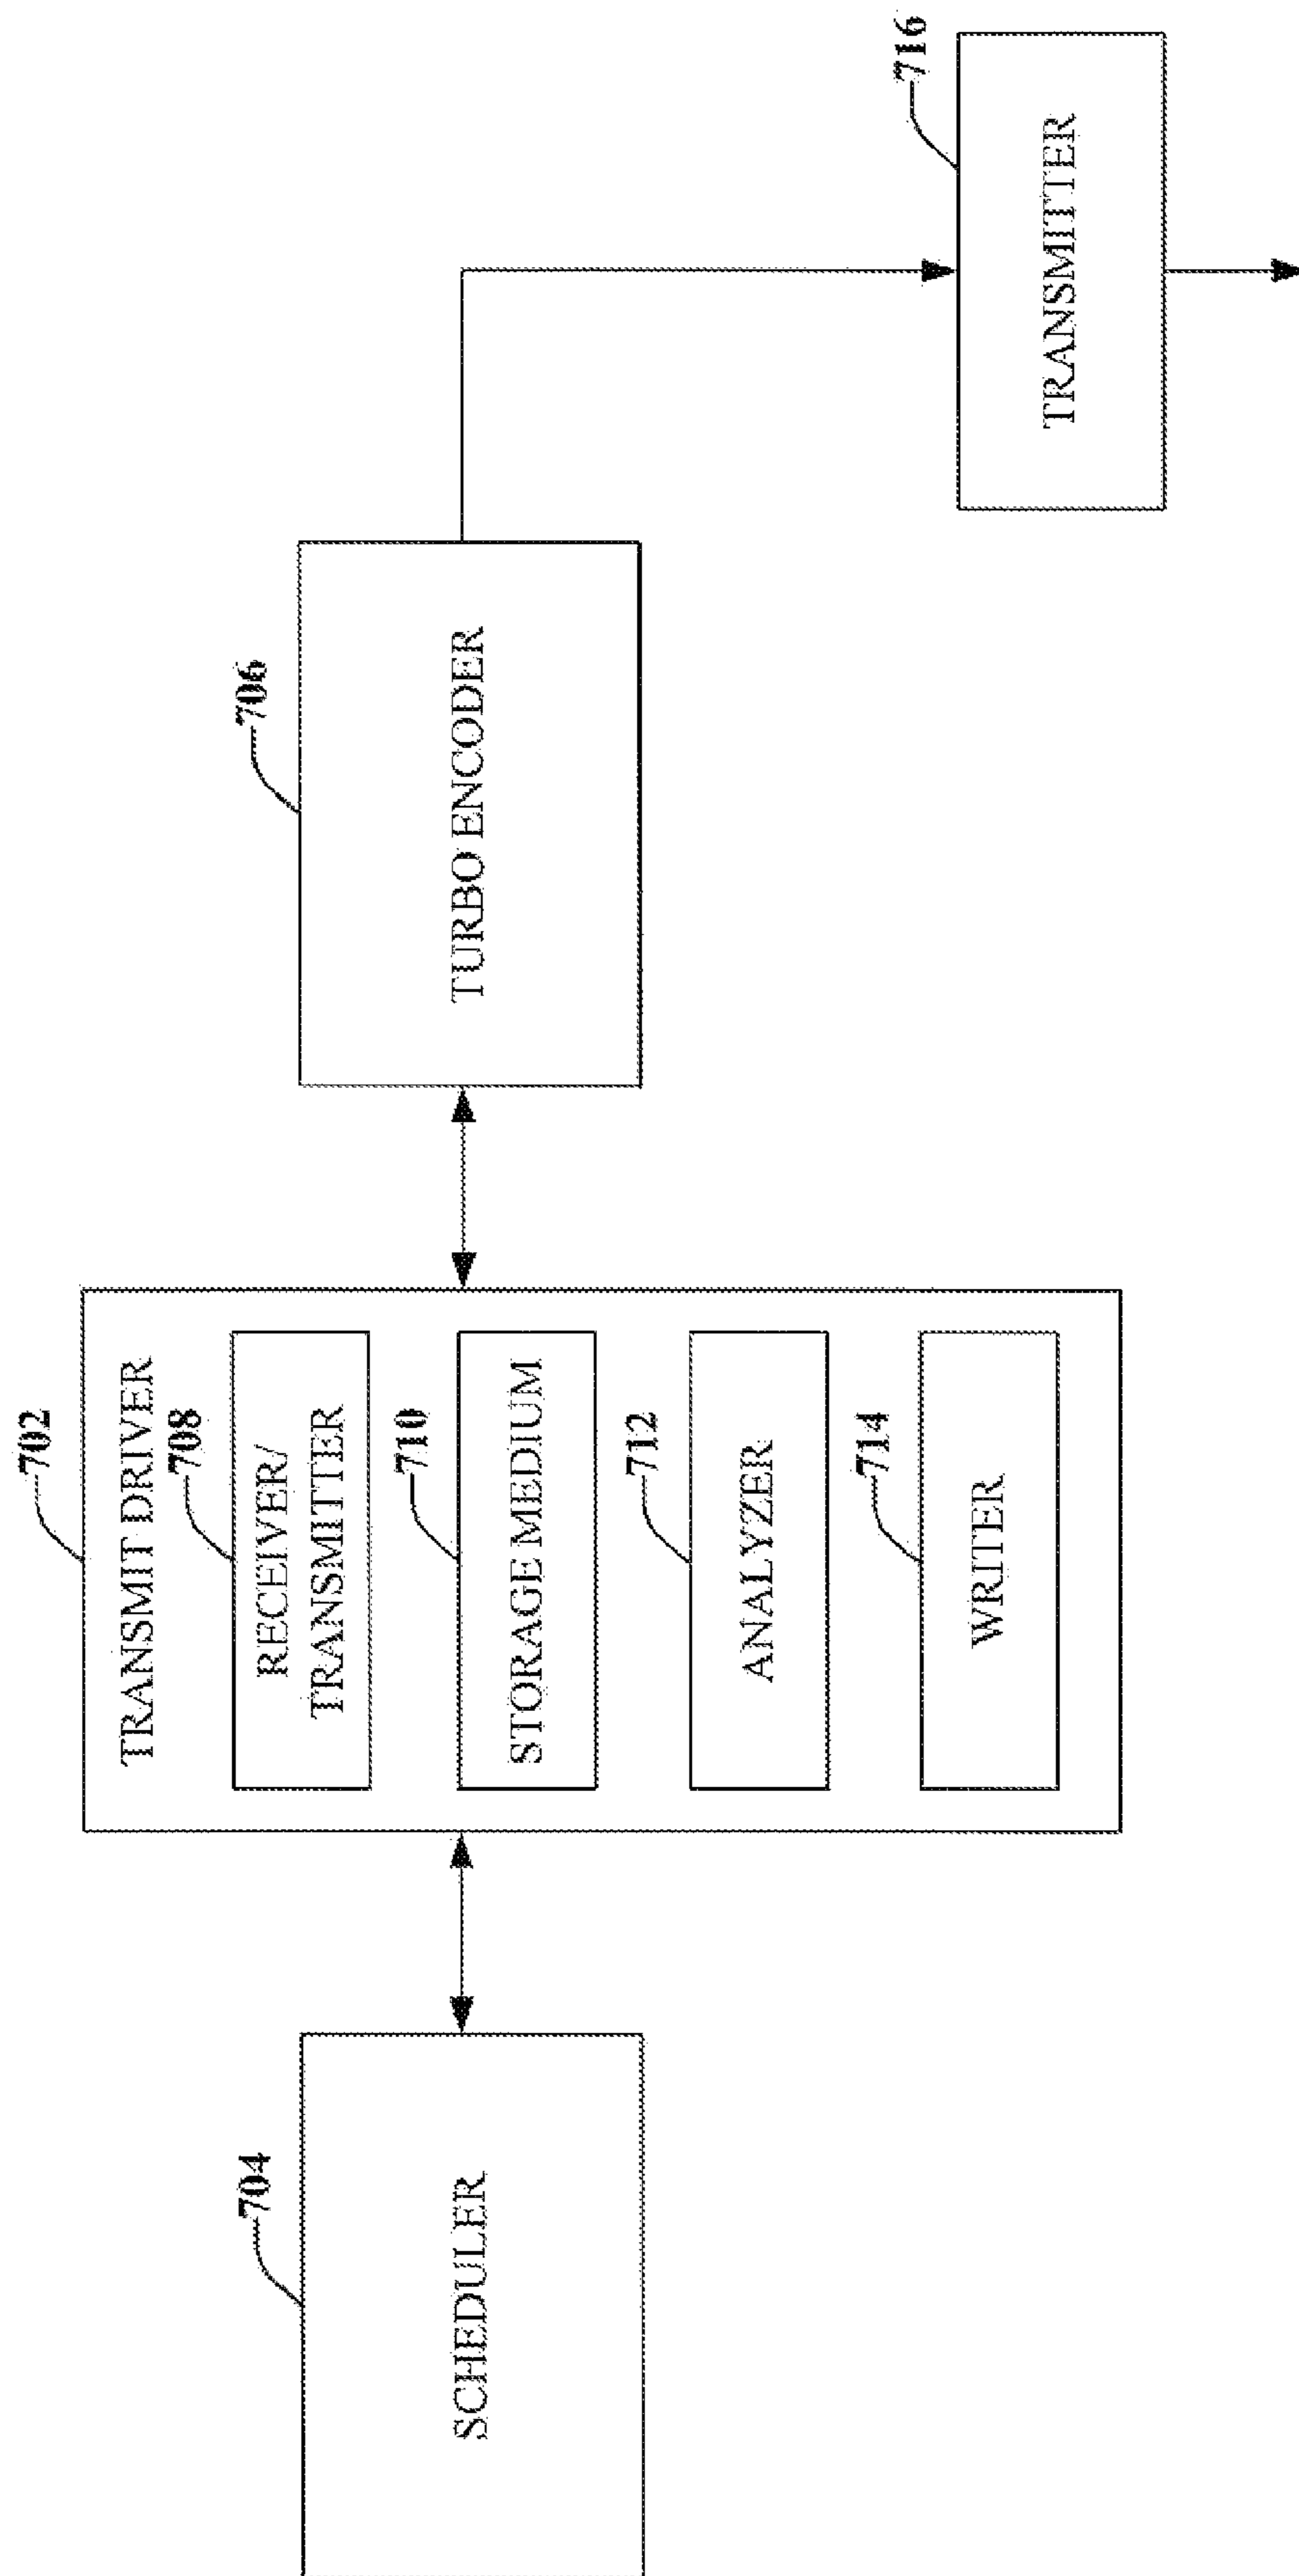 702
TRANSMIT DRIVER
708
RECEIVER/
TRANSMITTER
710
STORAGE MEDIUM
712
ANALYZER
714
WRITER
704
SCHEDULER
706
TURBO ENCODER
716
TRANSMITTER